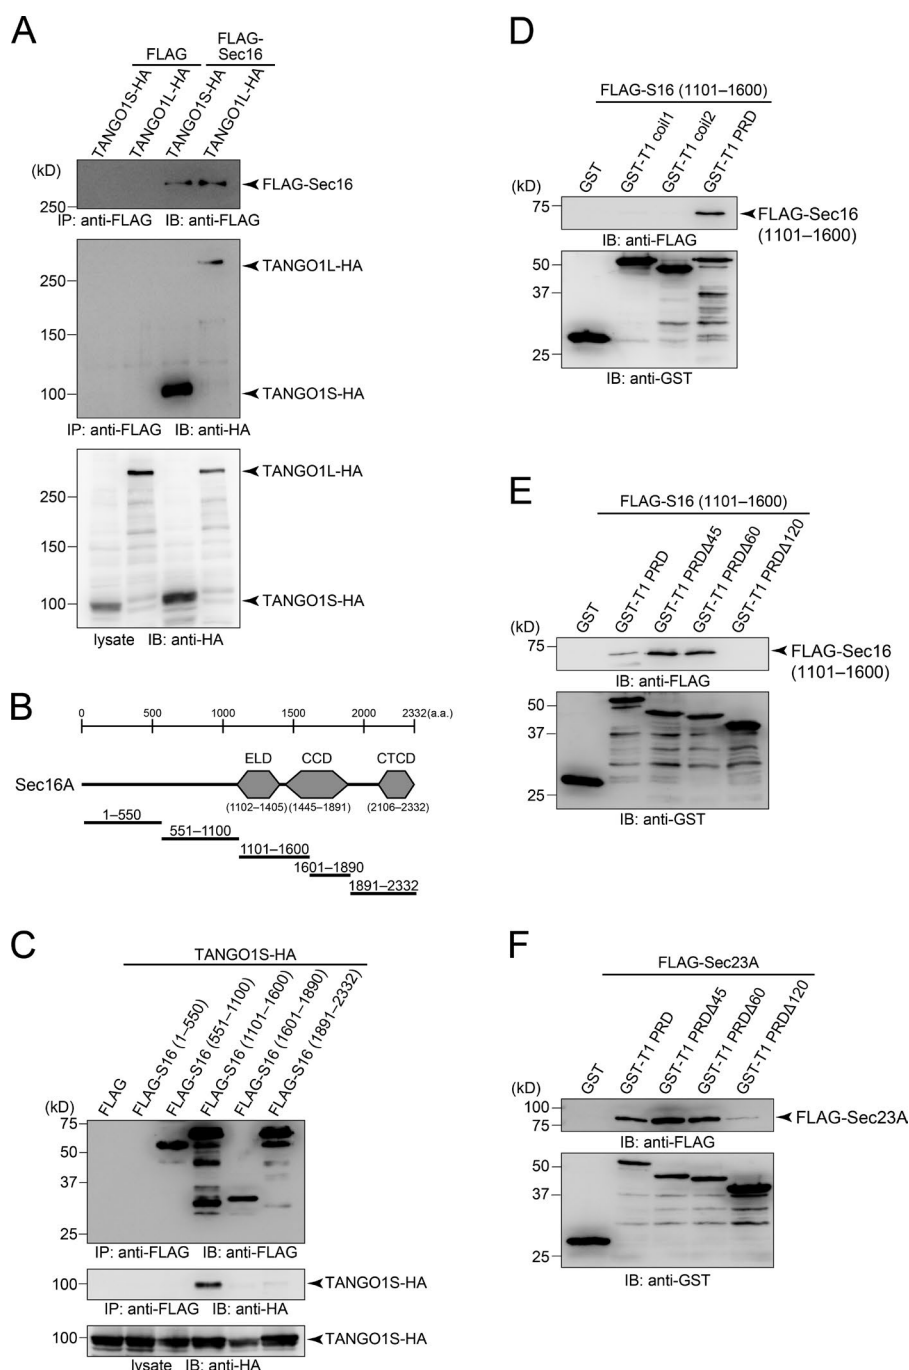 A
FLAG
FLAG-
Sec16
TANGO1S-HA
TANGO1L-HA
TANGO1S-HA
TANGO1L-HA
(kD)
FLAG-Sec16
250
IP: anti-FLAG IB: anti-FLAG
TANGO1L-HA
250
150
100
TANGO1S-HA
IP: anti-FLAG IB: anti-HA
TANGO1L-HA
250
150
100
TANGO1S-HA
lysate IB: anti-HA
B
0 500 1000 1500 2000 2332(a.a.)
ELD CCD CTCD
Sec16A
(1102–1405) (1445–1891) (2106–2332)
1–550
551–1100
1101–1600
1601–1890
1891–2332
C
TANGO1S-HA
FLAG
FLAG-S16 (1–550)
FLAG-S16 (551–1100)
FLAG-S16 (1101–1600)
FLAG-S16 (1601–1890)
FLAG-S16 (1891–2332)
(kD)
75
50
37
25
IP: anti-FLAG IB: anti-FLAG
100
TANGO1S-HA
IP: anti-FLAG IB: anti-HA
100
TANGO1S-HA
lysate IB: anti-HA
D
FLAG-S16 (1101–1600)
GST
GST-T1 coil1
GST-T1 coil2
GST-T1 PRD
(kD)
75
FLAG-Sec16
(1101–1600)
IB: anti-FLAG
50
37
25
IB: anti-GST
E
FLAG-S16 (1101–1600)
GST
GST-T1 PRD
GST-T1 PRDΔ45
GST-T1 PRDΔ60
GST-T1 PRDΔ120
(kD)
75
FLAG-Sec16
(1101–1600)
IB: anti-FLAG
50
37
25
IB: anti-GST
F
FLAG-Sec23A
GST
GST-T1 PRD
GST-T1 PRDΔ45
GST-T1 PRDΔ60
GST-T1 PRDΔ120
(kD)
100
75
FLAG-Sec23A
IB: anti-FLAG
50
37
25
IB: anti-GST